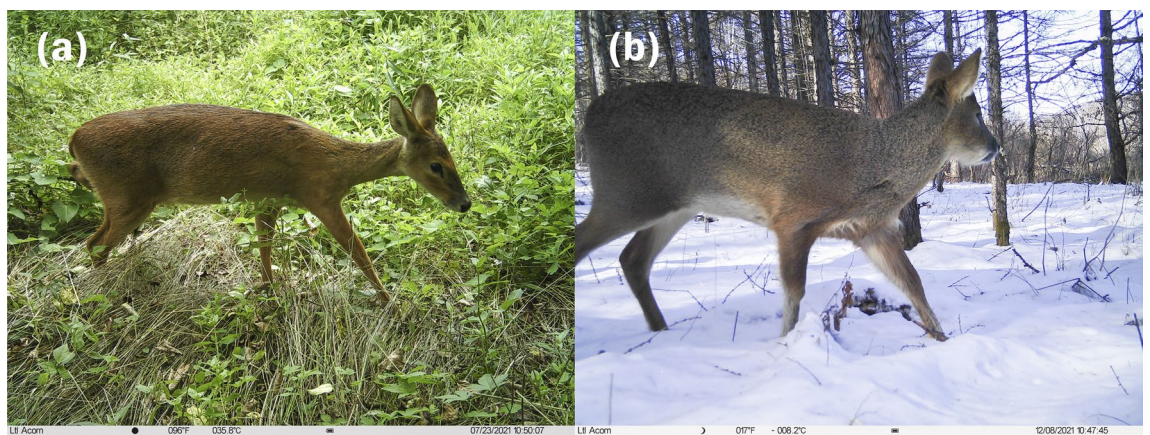 (a)
(b)
Ltl Acorn 096°F 035.8°C 07/23/2021 10:50:07
Ltl Acorn 017°F - 008.2°C 12/08/2021 10:47:45